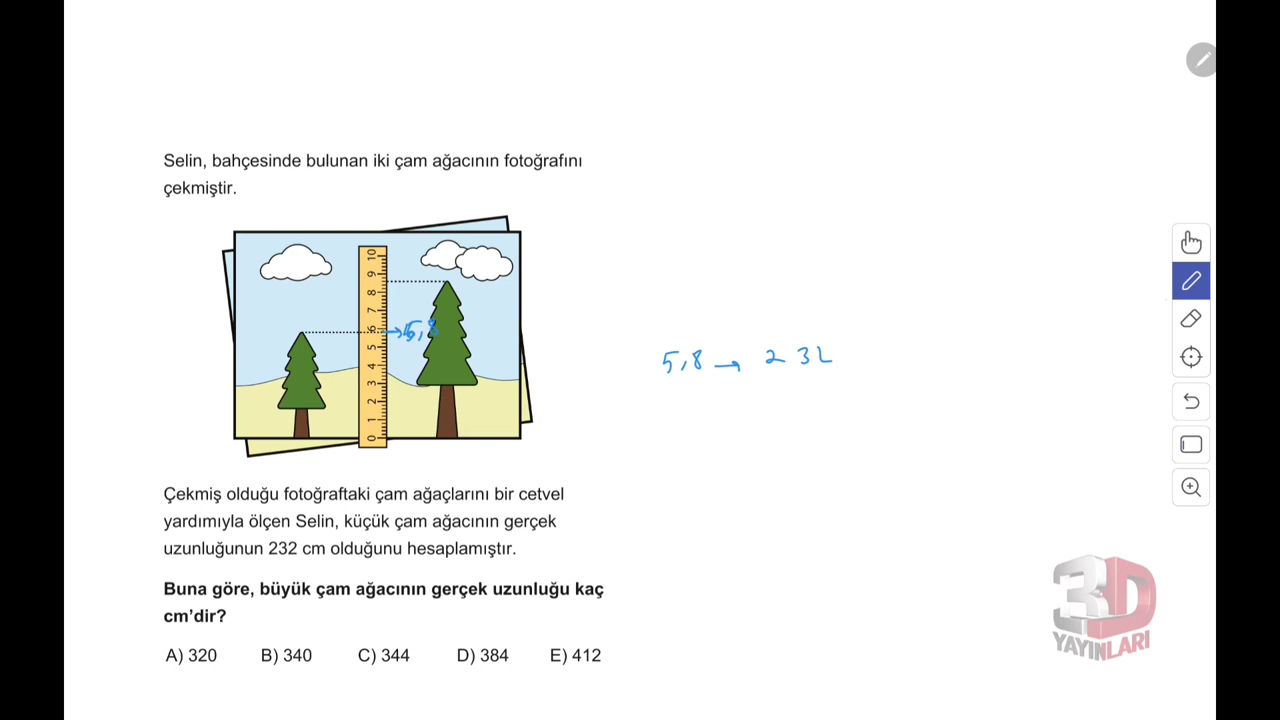 Selin, bahçesinde bulunan iki çam ağacının fotoğrafını
çekmiştir.
0 1 2 3 4 5 6 7 8 9 10
→5,8
5,8 → 232
Çekmiş olduğu fotoğraftaki çam ağaçlarını bir cetvel
yardımıyla ölçen Selin, küçük çam ağacının gerçek
uzunluğunun 232 cm olduğunu hesaplamıştır.
Buna göre, büyük çam ağacının gerçek uzunluğu kaç
cm'dir?
A) 320 B) 340 C) 344 D) 384 E) 412
3D
YAYINLARI